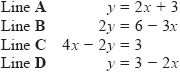 Line A y = 2x + 3
Line B 2y = 6 − 3x
Line C 4x − 2y = 3
Line D y = 3 − 2x